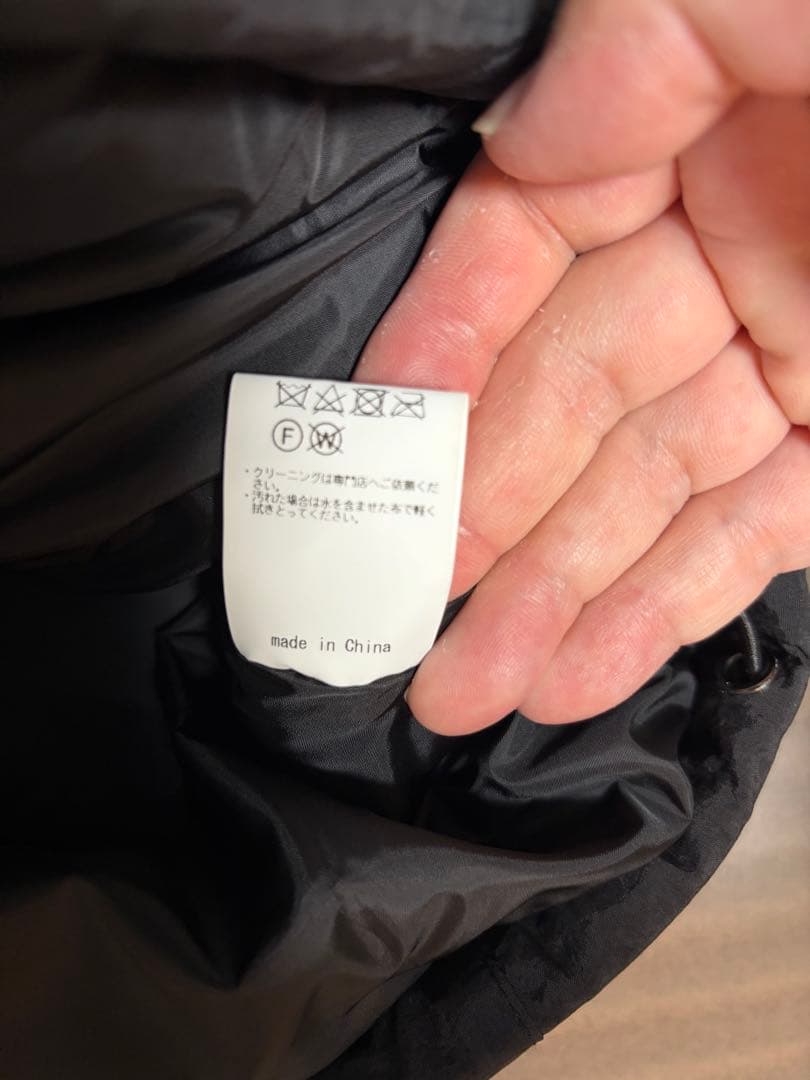 F W
・クリーニングは専門店へご依頼くだ
さい。
・汚れた場合は水を含ませた布で軽く
拭きとってください。
made in China